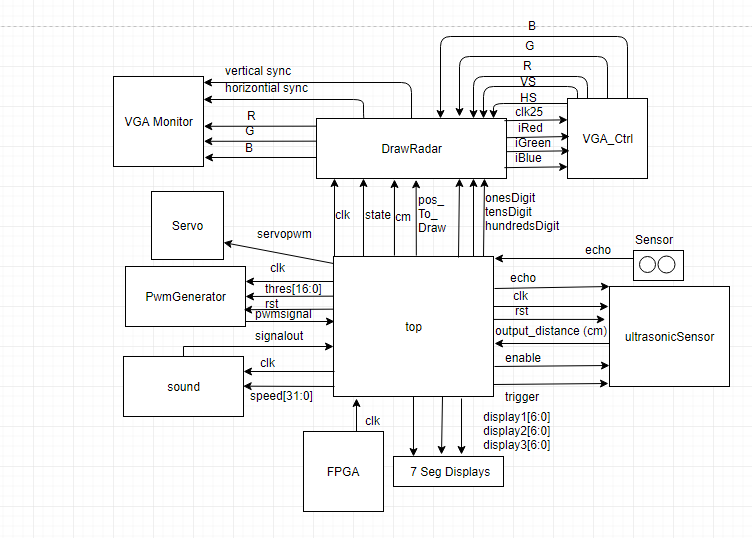 B
G
R
VS
HS
vertical sync
horizontial sync
R
G
B
VGA Monitor
DrawRadar
clk25
iRed
iGreen
iBlue
VGA_Ctrl
clk
state
cm
pos_
To_
Draw
onesDigit
tensDigit
hundredsDigit
Servo
servopwm
echo
Sensor
PwmGenerator
clk
thres[16:0]
rst
pwmsignal
top
echo
clk
rst
output_distance (cm)
enable
trigger
ultrasonicSensor
signalout
sound
clk
speed[31:0]
clk
FPGA
display1[6:0]
display2[6:0]
display3[6:0]
7 Seg Displays